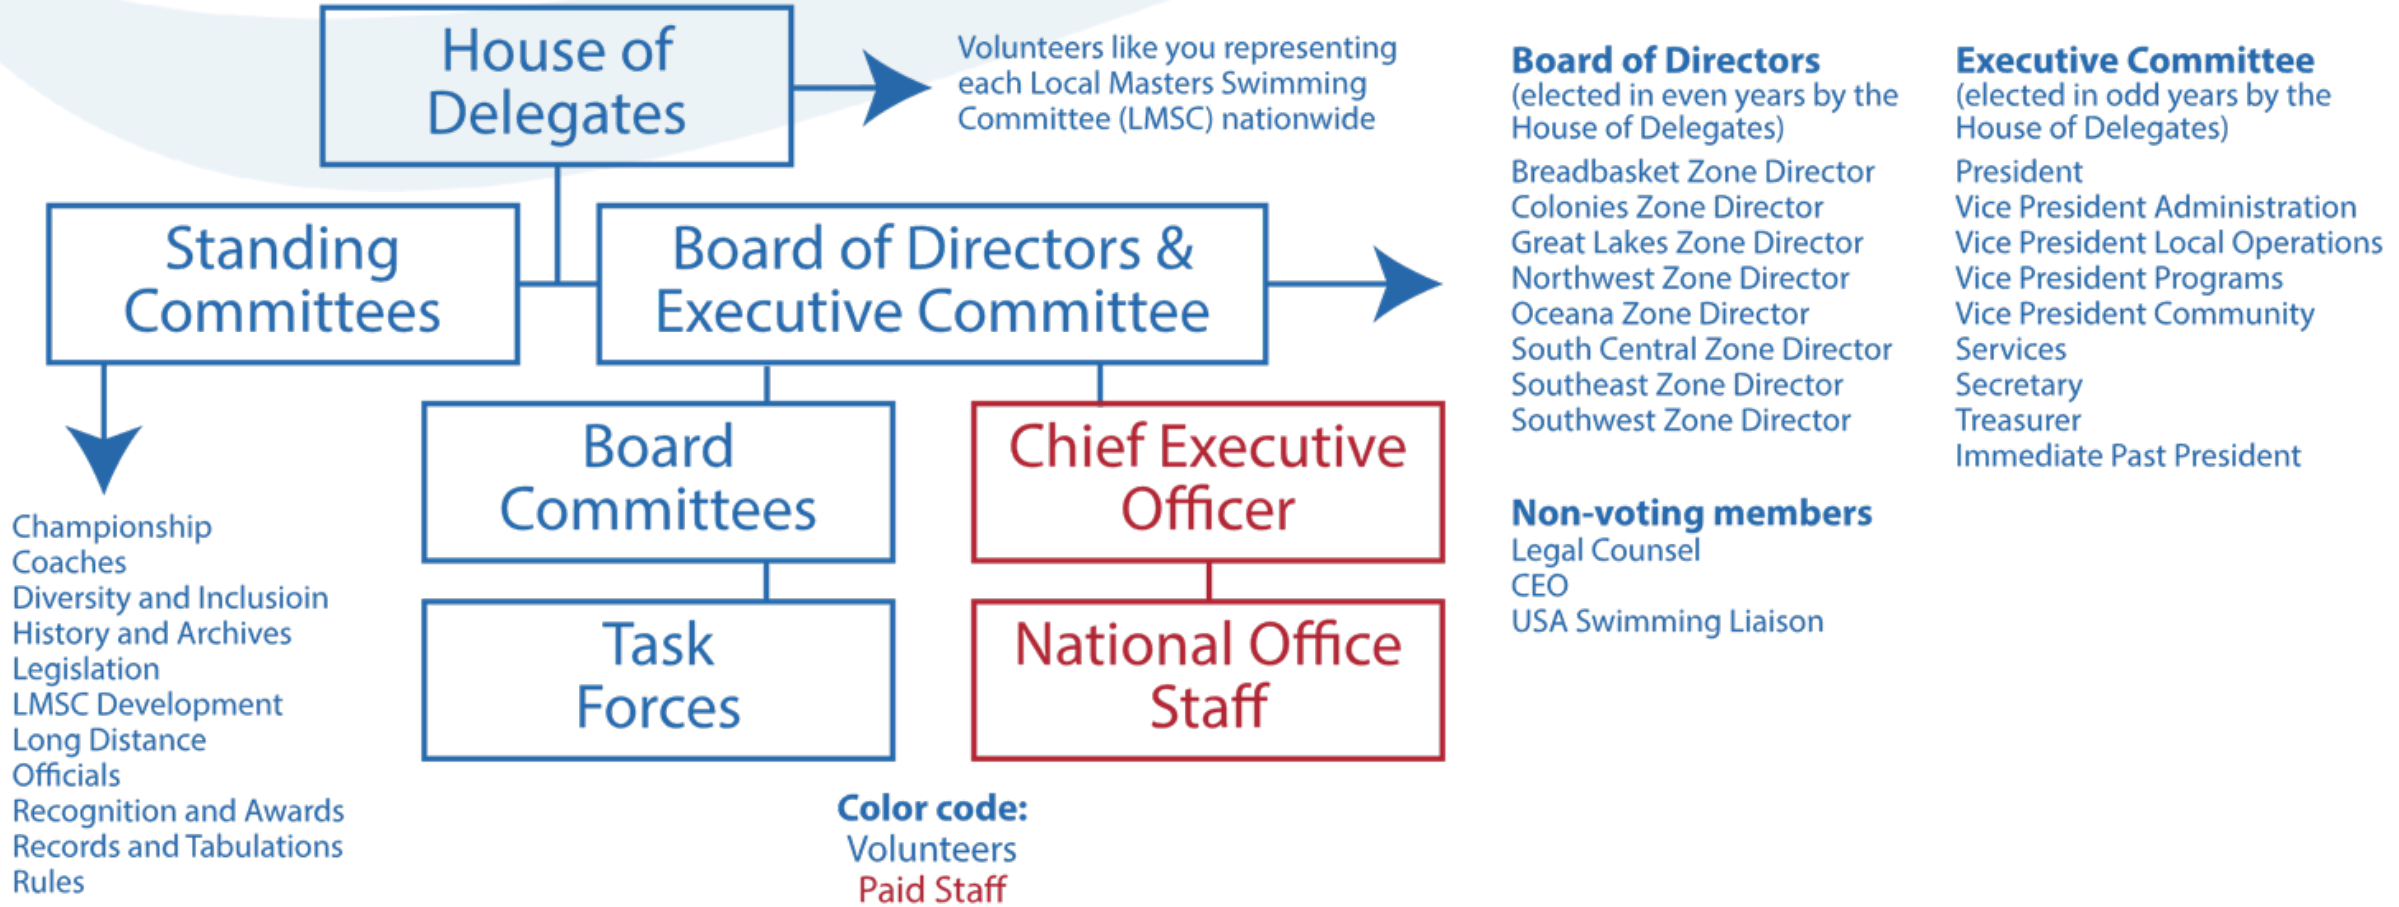 House of
Delegates
Volunteers like you representing
each Local Masters Swimming
Committee (LMSC) nationwide
Standing
Committees
Board of Directors &
Executive Committee
Board
Committees
Chief Executive
Officer
Task
Forces
National Office
Staff
Championship
Coaches
Diversity and Inclusioin
History and Archives
Legislation
LMSC Development
Long Distance
Officials
Recognition and Awards
Records and Tabulations
Rules
Color code:
Volunteers
Paid Staff
Board of Directors
(elected in even years by the
House of Delegates)
Breadbasket Zone Director
Colonies Zone Director
Great Lakes Zone Director
Northwest Zone Director
Oceana Zone Director
South Central Zone Director
Southeast Zone Director
Southwest Zone Director
Non-voting members
Legal Counsel
CEO
USA Swimming Liaison
Executive Committee
(elected in odd years by the
House of Delegates)
President
Vice President Administration
Vice President Local Operations
Vice President Programs
Vice President Community
Services
Secretary
Treasurer
Immediate Past President